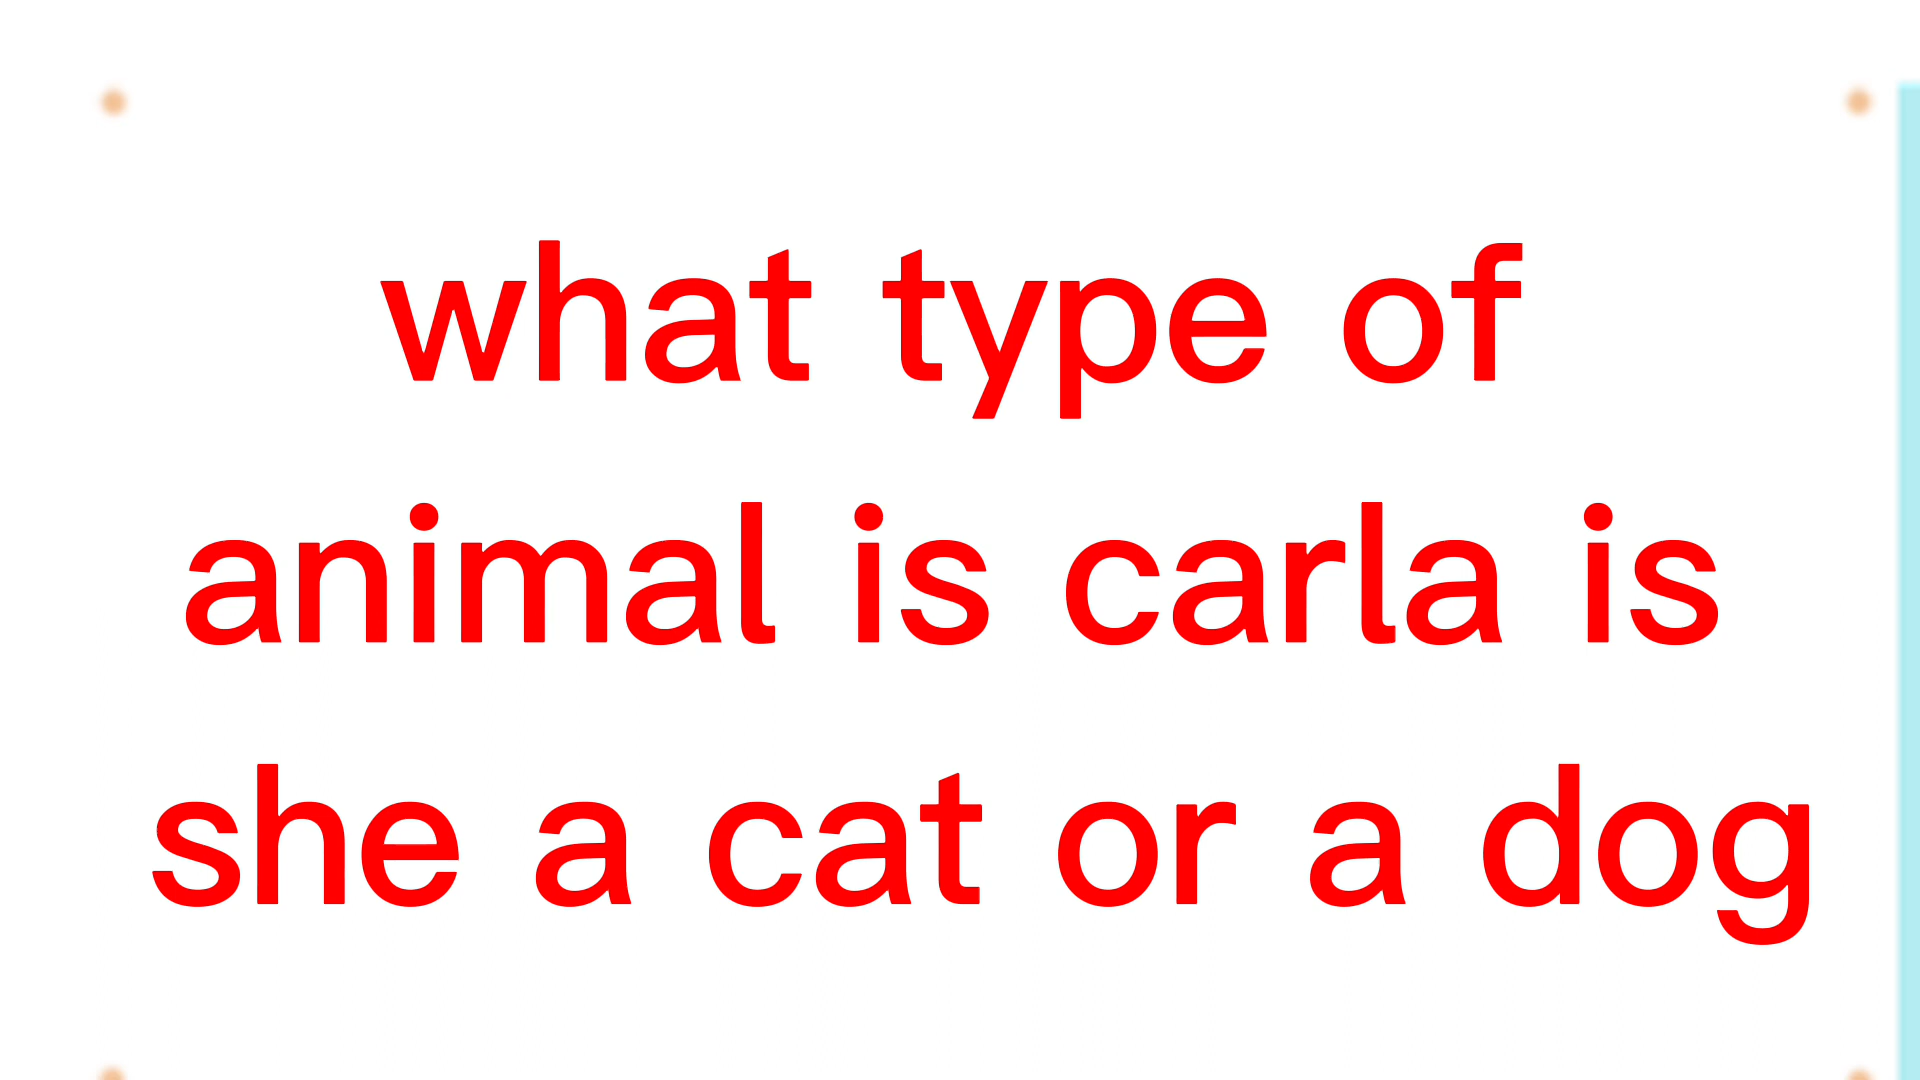 what type of
animal is carla is
she a cat or a dog